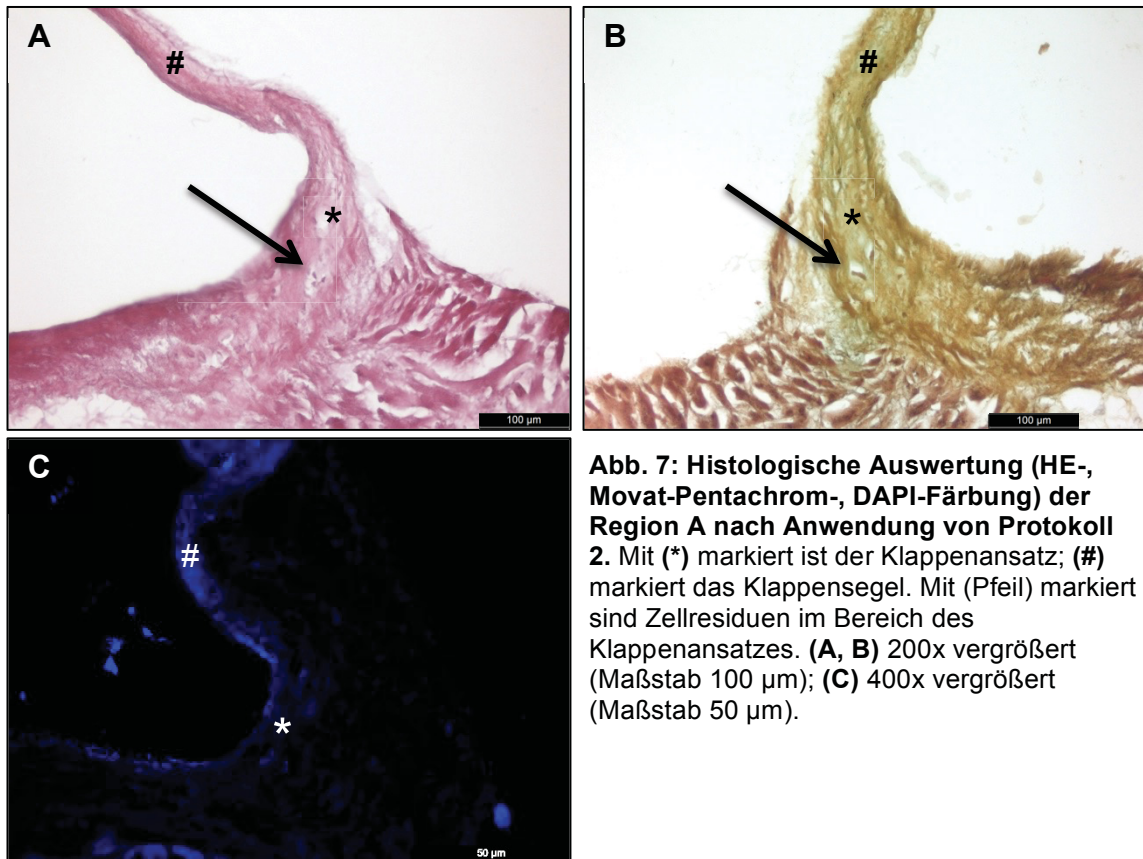 A
#
*
100 µm
B
#
*
100 µm
C
#
*
50 µm
Abb. 7: Histologische Auswertung (HE-,
Movat-Pentachrom-, DAPI-Färbung) der
Region A nach Anwendung von Protokoll
2. Mit (*) markiert ist der Klappenansatz; (#)
markiert das Klappensegel. Mit (Pfeil) markiert
sind Zellresiduen im Bereich des
Klappenansatzes. (A, B) 200x vergrößert
(Maßstab 100 µm); (C) 400x vergrößert
(Maßstab 50 µm).